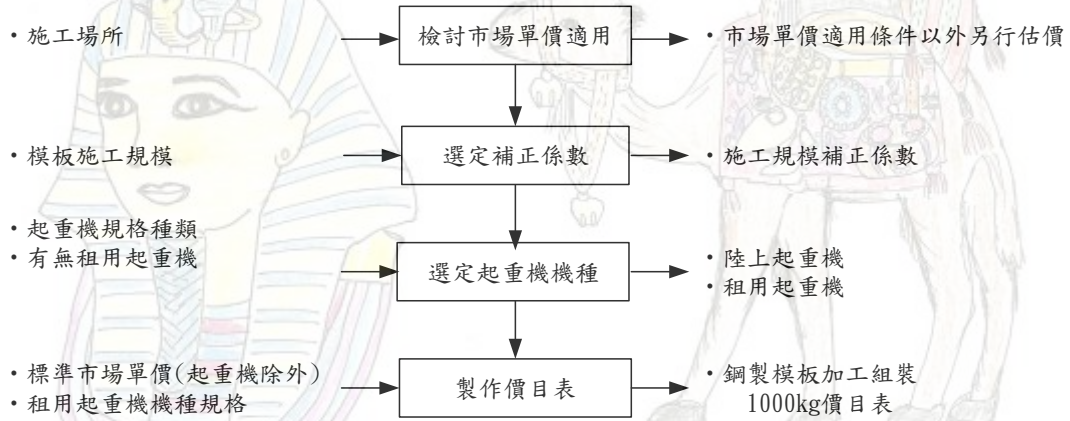 ・施工場所
檢討市場單價適用
・市場單價適用條件以外另行估價
・模板施工規模
選定補正係數
・施工規模補正係數
・起重機規格種類
・有無租用起重機
選定起重機機種
・陸上起重機
・租用起重機
・標準市場單價(起重機除外)
・租用起重機機種規格
製作價目表
・鋼製模板加工組裝
1000kg價目表